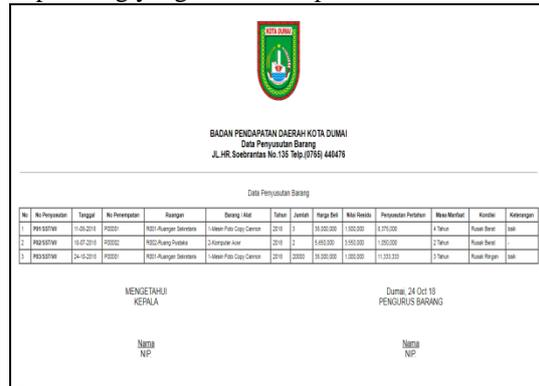 KOTA DUMAI
BADAN PENDAPATAN DAERAH KOTA DUMAI
Data Penyusutan Barang
JL.HR.Soebrantas No.135 Telp.(0765) 440476
Data Penyusutan Barang
No No Penyusutan Tanggal No Penempatan Ruangan Barang / Alat Tahun Jumlah Harga Beli Nilai Residu Penyusutan Pertahun Masa Manfaat Kondisi Keterangan
1 P01/SST/VII 11-08-2018 P00001 R001-Ruangan Sekretaris 1-Mesin Foto Copy Cannon 2018 3 35,000,000 1,500,000 8,375,000 4 Tahun Rusak Berat baik
2 P02/SST/VII 18-07-2018 P00002 R002-Ruang Pustaka 2-Komputer Acer 2018 2 5,650,000 3,550,000 1,050,000 2 Tahun Rusak Berat -
3 P03/SST/VII 24-10-2018 P00001 R001-Ruangan Sekretaris 1-Mesin Foto Copy Cannon 2018 20000 35,000,000 1,000,000 11,333,333 3 Tahun Rusak Ringan baik
MENGETAHUI Dumai, 24 Oct 18
KEPALA PENGURUS BARANG
Nama Nama
NIP. NIP.